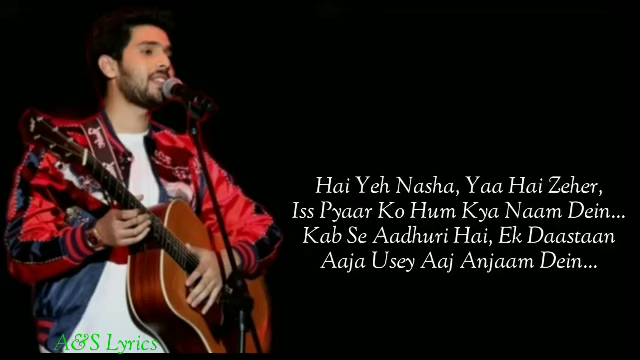 Hai Yeh Nasha, Yaa Hai Zeher,
Iss Pyaar Ko Hum Kya Naam Dein...
Kab Se Aadhuri Hai, Ek Daastaan
Aaja Usey Aaj Anjaam Dein...
A&S Lyrics